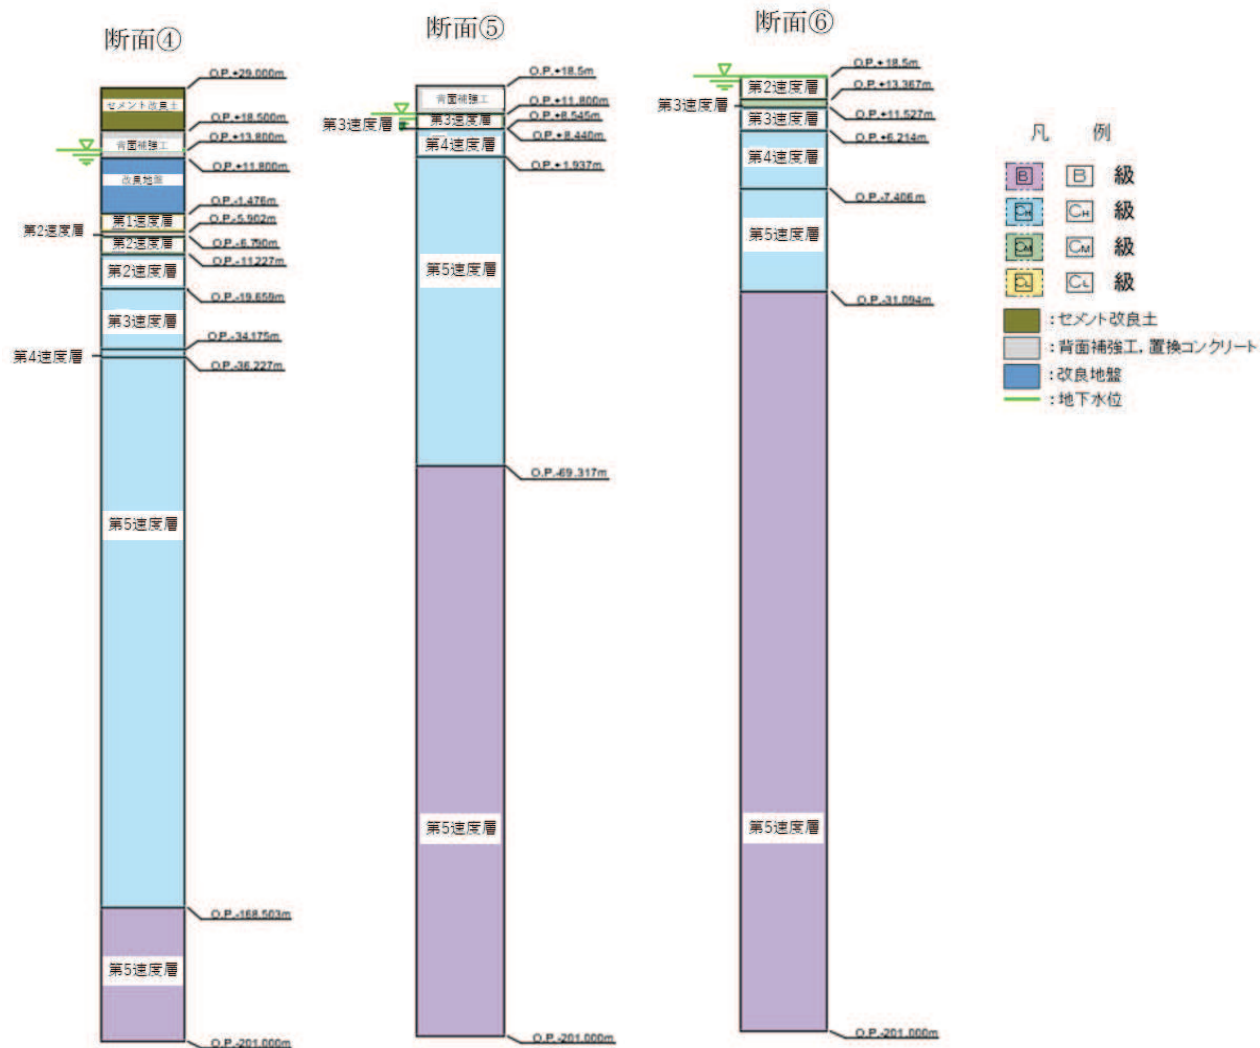 断面④
O.P.+29.000m
セメント改良土
O.P.+18.500m
背面補強工
O.P.+13.800m
O.P.+11.800m
改良地盤
O.P.-1.476m
第1速度層
O.P.-5.902m
第2速度層
O.P.-6.790m
第2速度層
O.P.-11.227m
第2速度層
O.P.-19.659m
第3速度層
O.P.-34.175m
第4速度層
O.P.-36.227m
第5速度層
O.P.-168.503m
第5速度層
O.P.-201.000m
断面⑤
O.P.+18.5m
背面補強工
O.P.+11.800m
第3速度層
O.P.+8.545m
第3速度層
O.P.+8.440m
第4速度層
O.P.+1.937m
第5速度層
O.P.-69.317m
第5速度層
O.P.-201.000m
断面⑥
O.P.+18.5m
第2速度層
O.P.+13.367m
第3速度層
O.P.+11.527m
第3速度層
O.P.+6.214m
第4速度層
O.P.-7.406m
第5速度層
O.P.-31.094m
第5速度層
O.P.-201.000m
凡 例
B B 級
CH CH 級
CM CM 級
CL CL 級
：セメント改良土
：背面補強工，置換コンクリート
：改良地盤
：地下水位